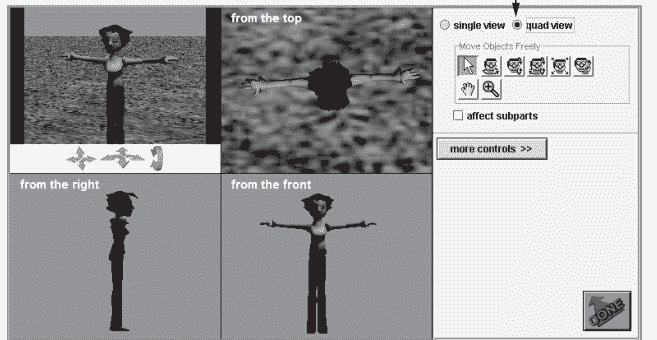 from the top
single view quad view
Move Objects Freely
affect subparts
more controls >>
from the right
from the front
DONE